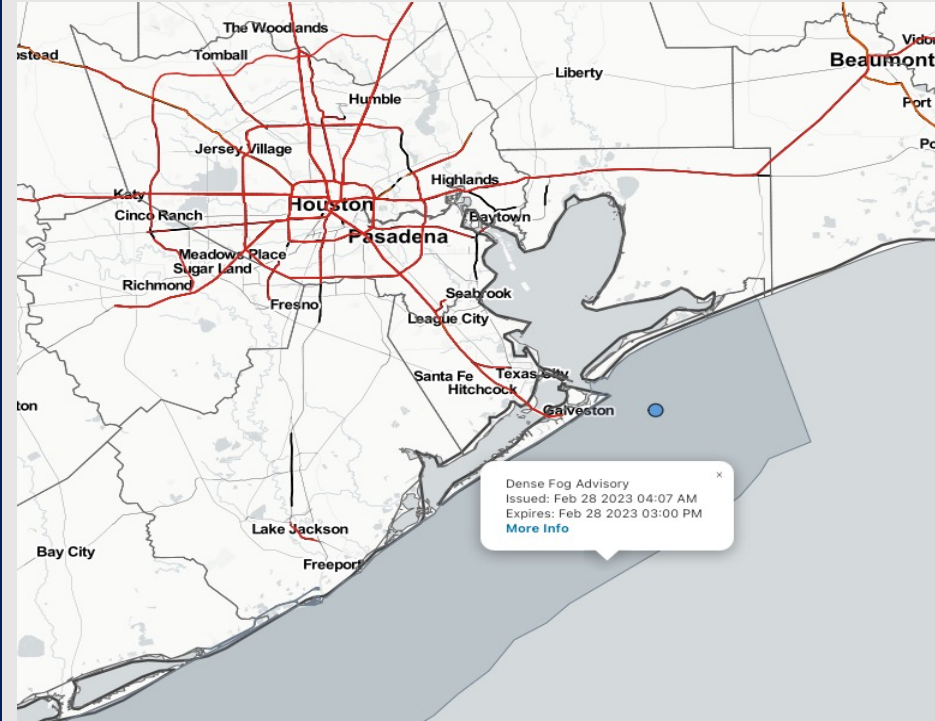 The Woodlands
Vidor
pstead
Tomball
Beaumont
Liberty
Humble
Port
Jersey Village
Po
Highlands
Katy
Houston
Cinco Ranch
Baytown
Pasadena
Meadows Place
Sugar Land
Richmond
Seabrook
Fresno
League City
Santa Fe
Texas City
Hitchcock
ton
Galveston
×
Dense Fog Advisory
Issued: Feb 28 2023 04:07 AM
Expires: Feb 28 2023 03:00 PM
More Info
Lake Jackson
Bay City
Freeport